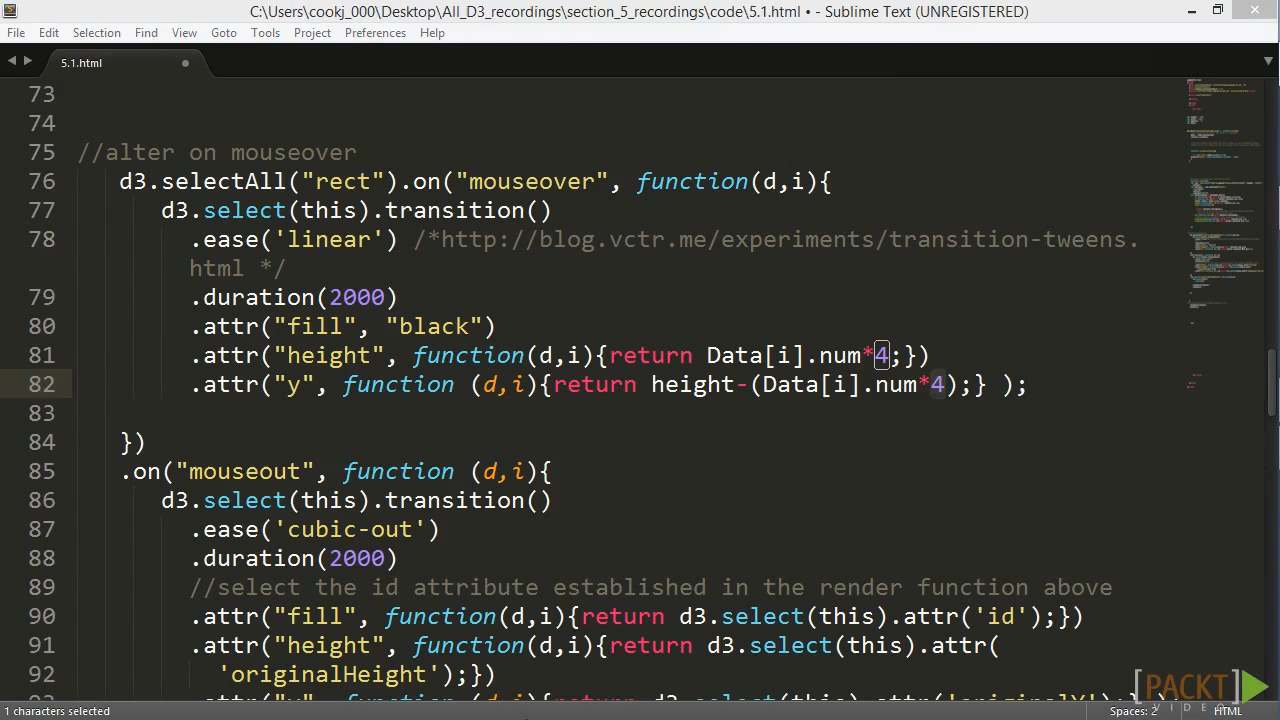 C:\Users\cookj_000\Desktop\All_D3_recordings\section_5_recordings\code\5.1.html • - Sublime Text (UNREGISTERED)
File Edit Selection Find View Goto Tools Project Preferences Help
5.1.html
73
74
75 //alter on mouseover
76 d3.selectAll("rect").on("mouseover", function(d,i){
77 d3.select(this).transition()
78 .ease('linear') /*http://blog.vctr.me/experiments/transition-tweens.
html */
79 .duration(2000)
80 .attr("fill", "black")
81 .attr("height", function(d,i){return Data[i].num*4;})
82 .attr("y", function (d,i){return height-(Data[i].num*4);} );
83
84 })
85 .on("mouseout", function (d,i){
86 d3.select(this).transition()
87 .ease('cubic-out')
88 .duration(2000)
89 //select the id attribute established in the render function above
90 .attr("fill", function(d,i){return d3.select(this).attr('id');})
91 .attr("height", function(d,i){return d3.select(this).attr(
92 'originalHeight');})
[PACKT]
VIDEO
1 characters selected
Spaces: 2
HTML